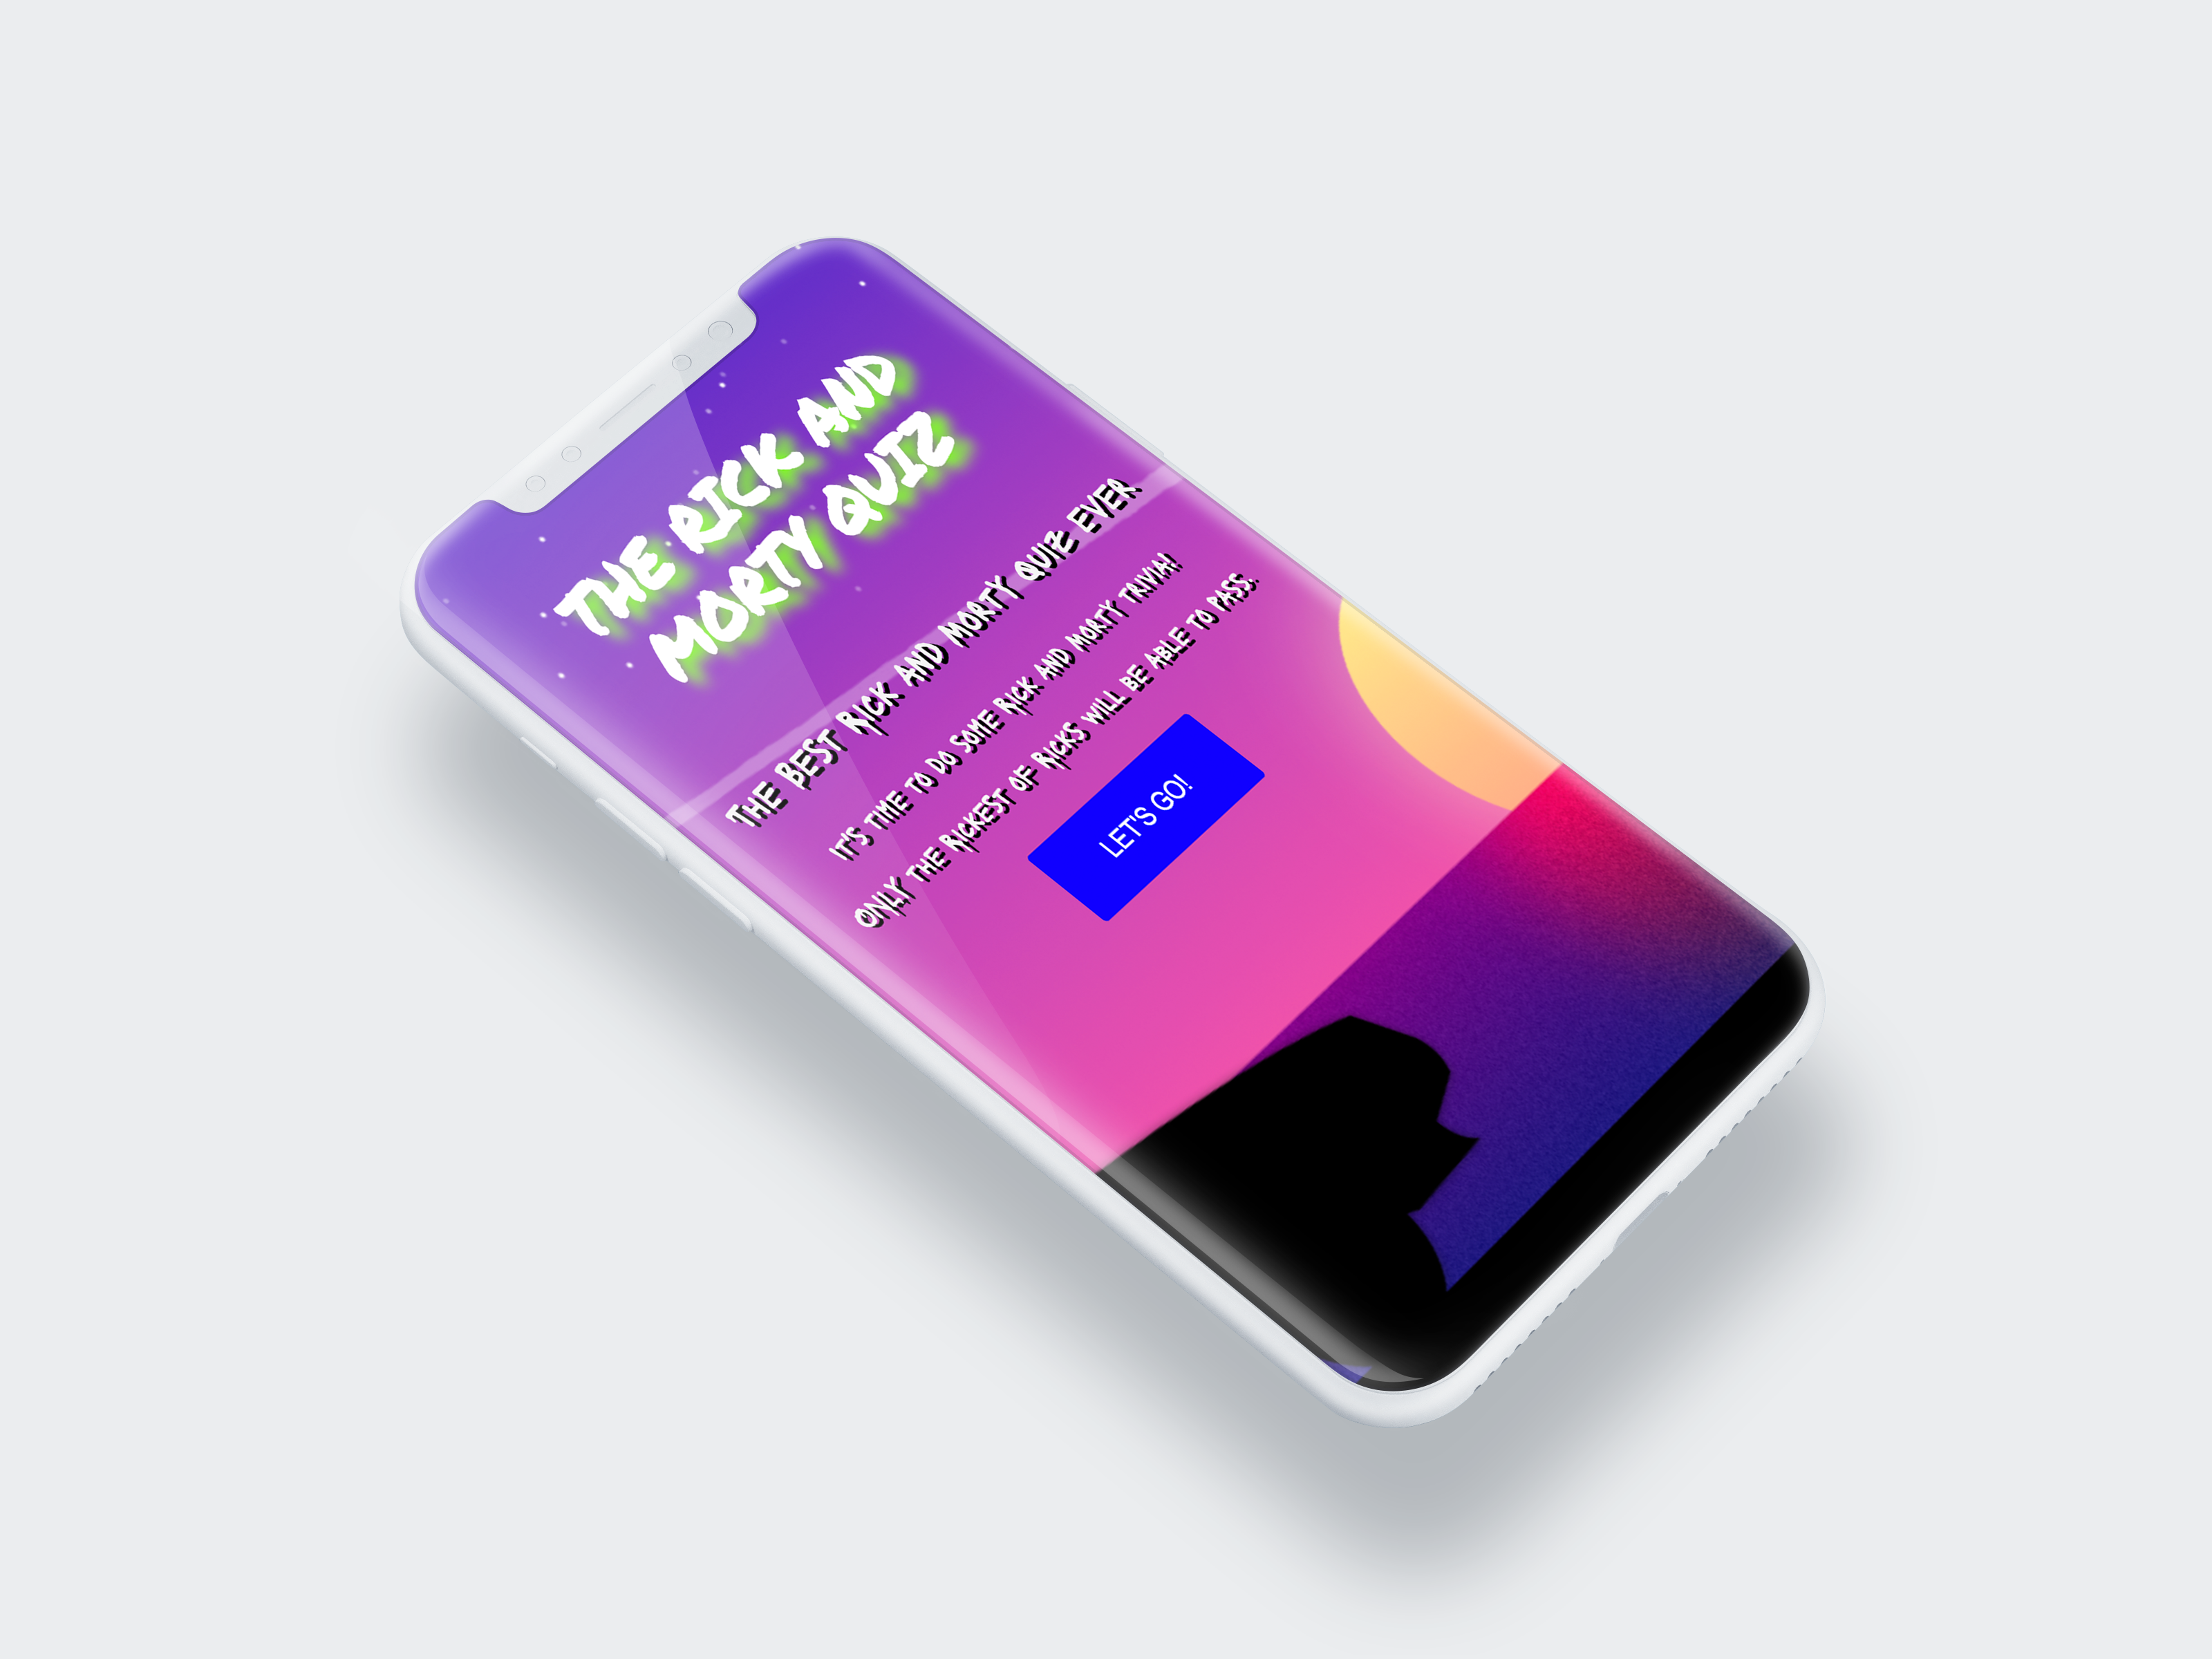 THE RICK AND
MORTY QUIZ
THE BEST RICK AND MORTY QUIZ EVER.
IT'S TIME TO DO SOME RICK AND MORTY TRIVIA!
ONLY THE RICKEST OF RICKS WILL BE ABLE TO PASS.
LET'S GO!